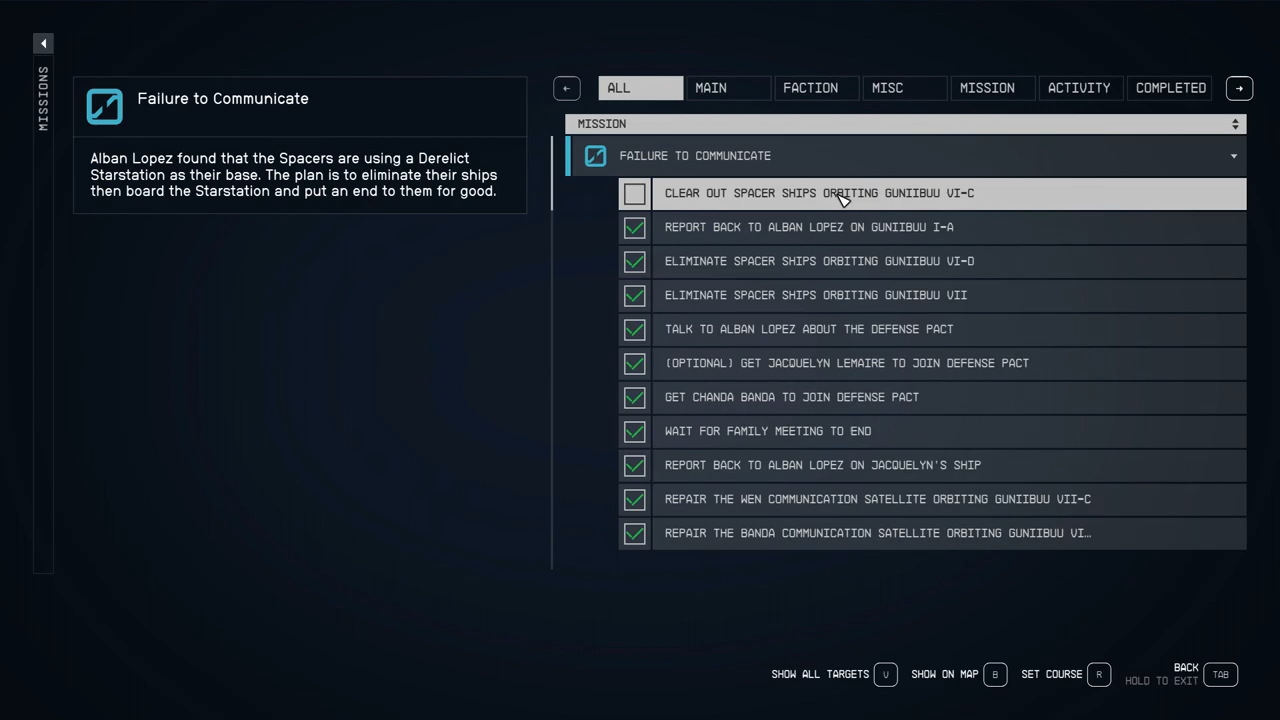 MISSIONS
Failure to Communicate
Alban Lopez found that the Spacers are using a Derelict
Starstation as their base. The plan is to eliminate their ships
then board the Starstation and put an end to them for good.
ALL MAIN FACTION MISC MISSION ACTIVITY COMPLETED
MISSION
FAILURE TO COMMUNICATE
CLEAR OUT SPACER SHIPS ORBITING GUNIIBUU VI-C
REPORT BACK TO ALBAN LOPEZ ON GUNIIBUU I-A
ELIMINATE SPACER SHIPS ORBITING GUNIIBUU VI-D
ELIMINATE SPACER SHIPS ORBITING GUNIIBUU VII
TALK TO ALBAN LOPEZ ABOUT THE DEFENSE PACT
(OPTIONAL) GET JACQUELYN LEMAIRE TO JOIN DEFENSE PACT
GET CHANDA BANDA TO JOIN DEFENSE PACT
WAIT FOR FAMILY MEETING TO END
REPORT BACK TO ALBAN LOPEZ ON JACQUELYN'S SHIP
REPAIR THE WEN COMMUNICATION SATELLITE ORBITING GUNIIBUU VII-C
REPAIR THE BANDA COMMUNICATION SATELLITE ORBITING GUNIIBUU VI...
SHOW ALL TARGETS V SHOW ON MAP B SET COURSE R BACK TAB
HOLD TO EXIT